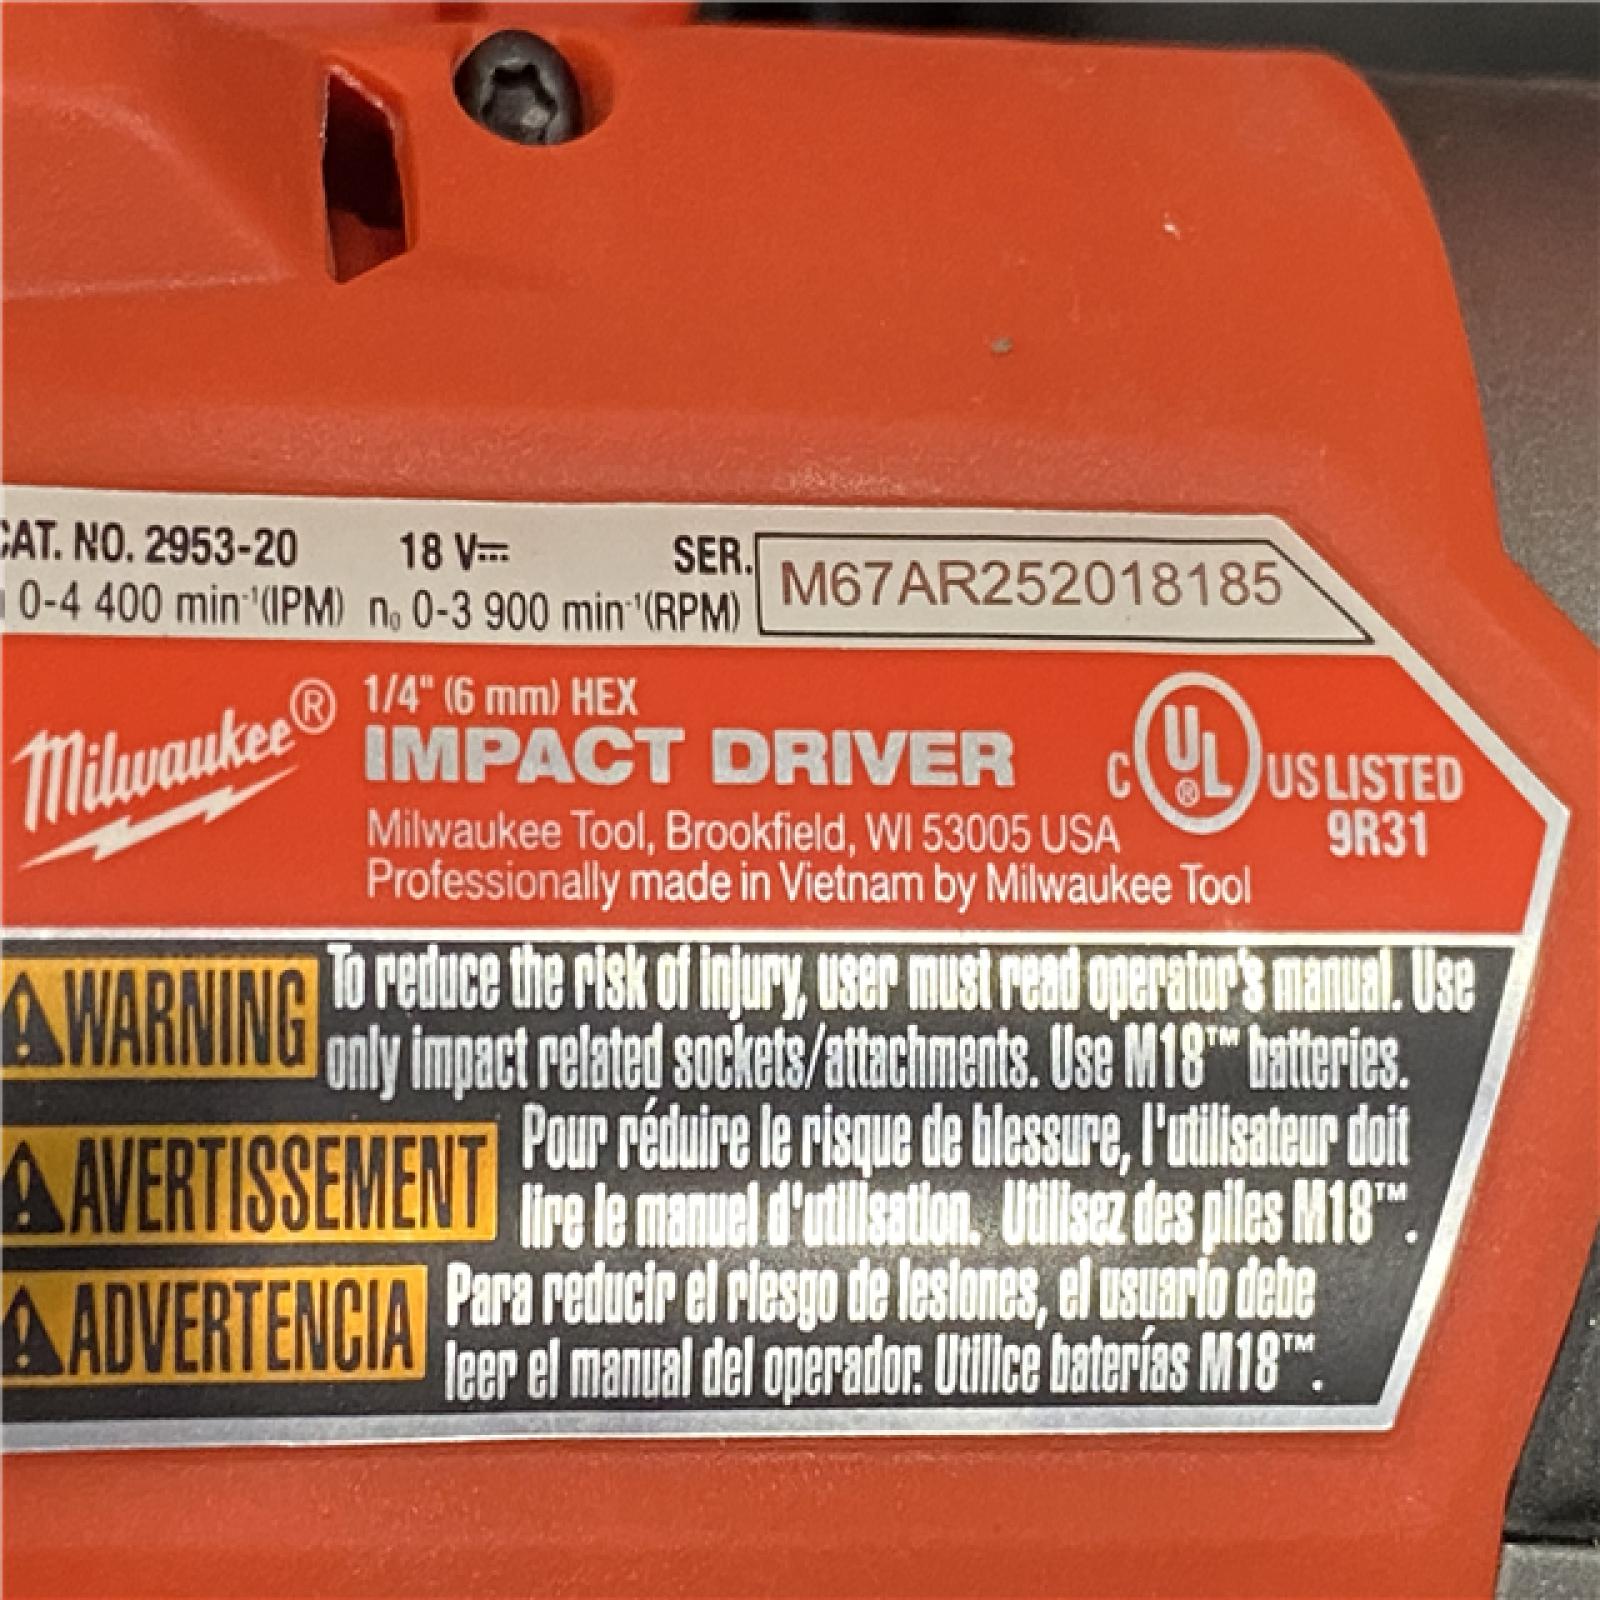 CAT. NO. 2953-20 18 V⎓ SER. M67AR252018185
0-4 400 min⁻¹(IPM) n₀ 0-3 900 min⁻¹(RPM)
Milwaukee® 1/4" (6 mm) HEX
IMPACT DRIVER
C UL® US LISTED
9R31
Milwaukee Tool, Brookfield, WI 53005 USA
Professionally made in Vietnam by Milwaukee Tool
WARNING To reduce the risk of injury, user must read operator's manual. Use
only impact related sockets/attachments. Use M18™ batteries.
AVERTISSEMENT Pour réduire le risque de blessure, l'utilisateur doit
lire le manuel d'utilisation. Utilisez des piles M18™.
ADVERTENCIA Para reducir el riesgo de lesiones, el usuario debe
leer el manual del operador. Utilice baterías M18™.